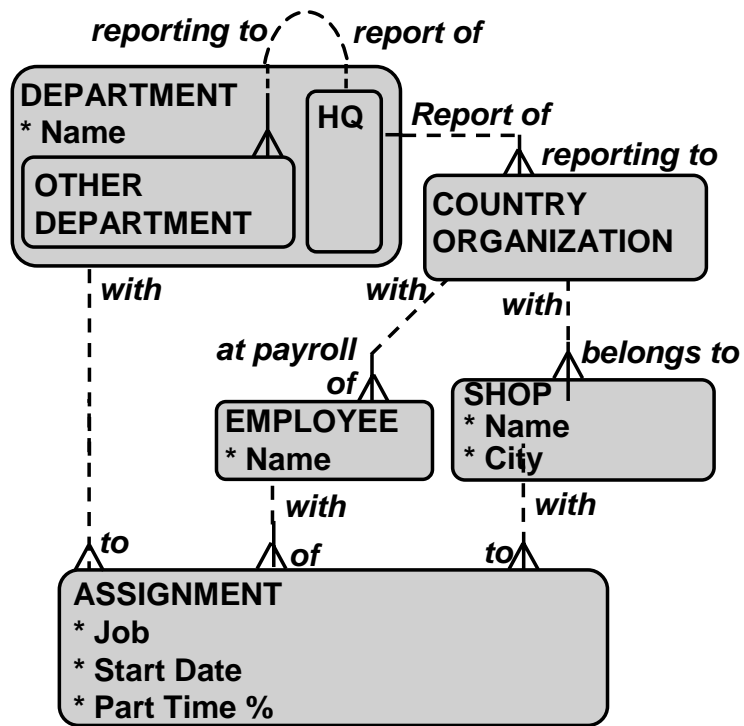 reporting to
report of
DEPARTMENT
* Name
HQ
OTHER
DEPARTMENT
Report of
reporting to
COUNTRY
ORGANIZATION
with
with
with
at payroll
of
belongs to
EMPLOYEE
* Name
SHOP
* Name
* City
with
with
to
of
to
ASSIGNMENT
* Job
* Start Date
* Part Time %